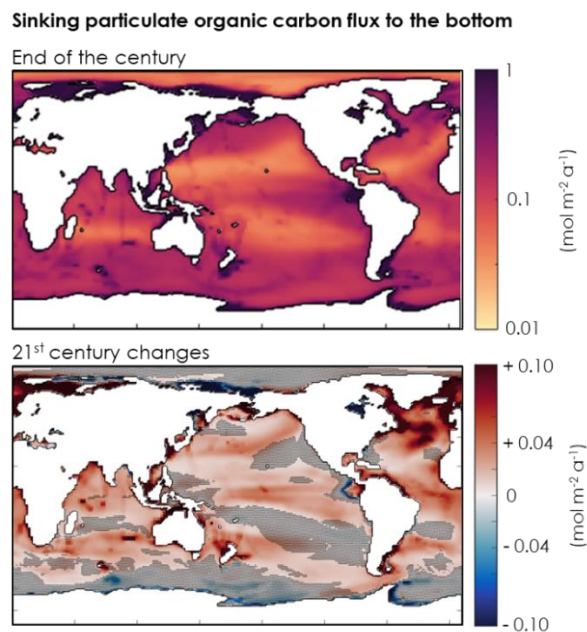 Sinking particulate organic carbon flux to the bottom
End of the century
1
0.1
0.01
(mol m⁻² a⁻¹)
21ˢᵗ century changes
+ 0.10
+ 0.04
0
- 0.04
- 0.10
(mol m⁻² a⁻¹)